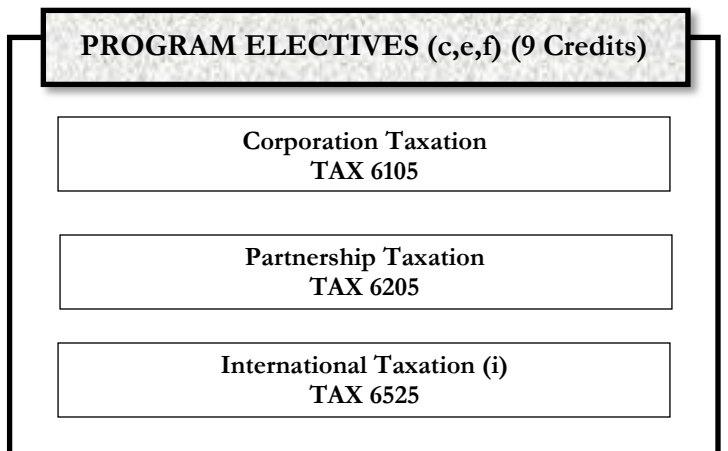 PROGRAM ELECTIVES (c,e,f) (9 Credits)
Corporation Taxation
TAX 6105
Partnership Taxation
TAX 6205
International Taxation (i)
TAX 6525